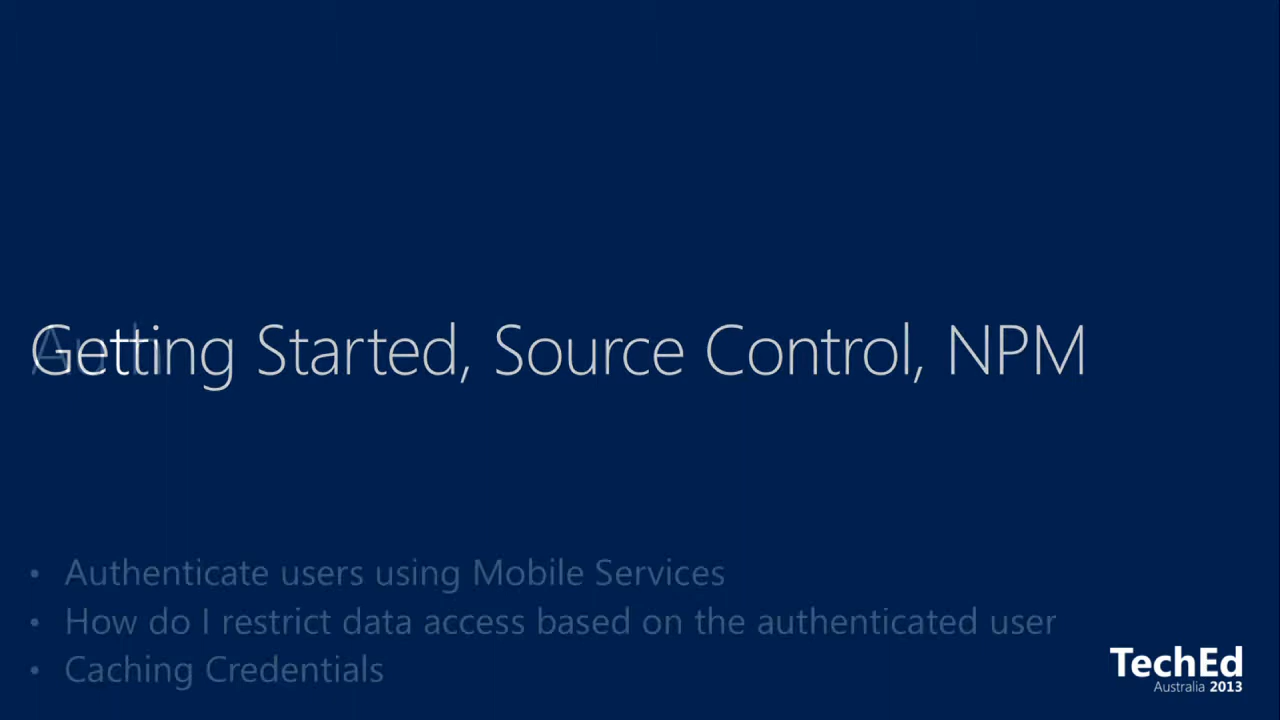 Getting Started, Source Control, NPM
Auth
• Authenticate users using Mobile Services
• How do I restrict data access based on the authenticated user
• Caching Credentials
TechEd
Australia 2013